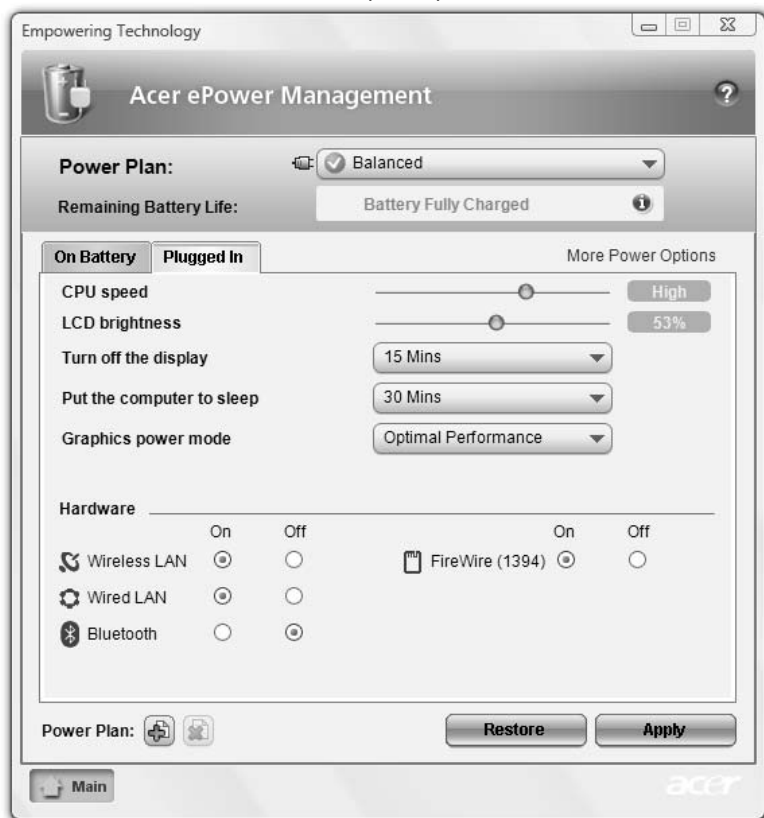 Empowering Technology
Acer ePower Management
?
Power Plan: Balanced
Remaining Battery Life: Battery Fully Charged
On Battery Plugged In More Power Options
CPU speed High
LCD brightness 53%
Turn off the display 15 Mins
Put the computer to sleep 30 Mins
Graphics power mode Optimal Performance
Hardware
On Off On Off
Wireless LAN FireWire (1394)
Wired LAN
Bluetooth
Power Plan: Restore Apply
Main acer